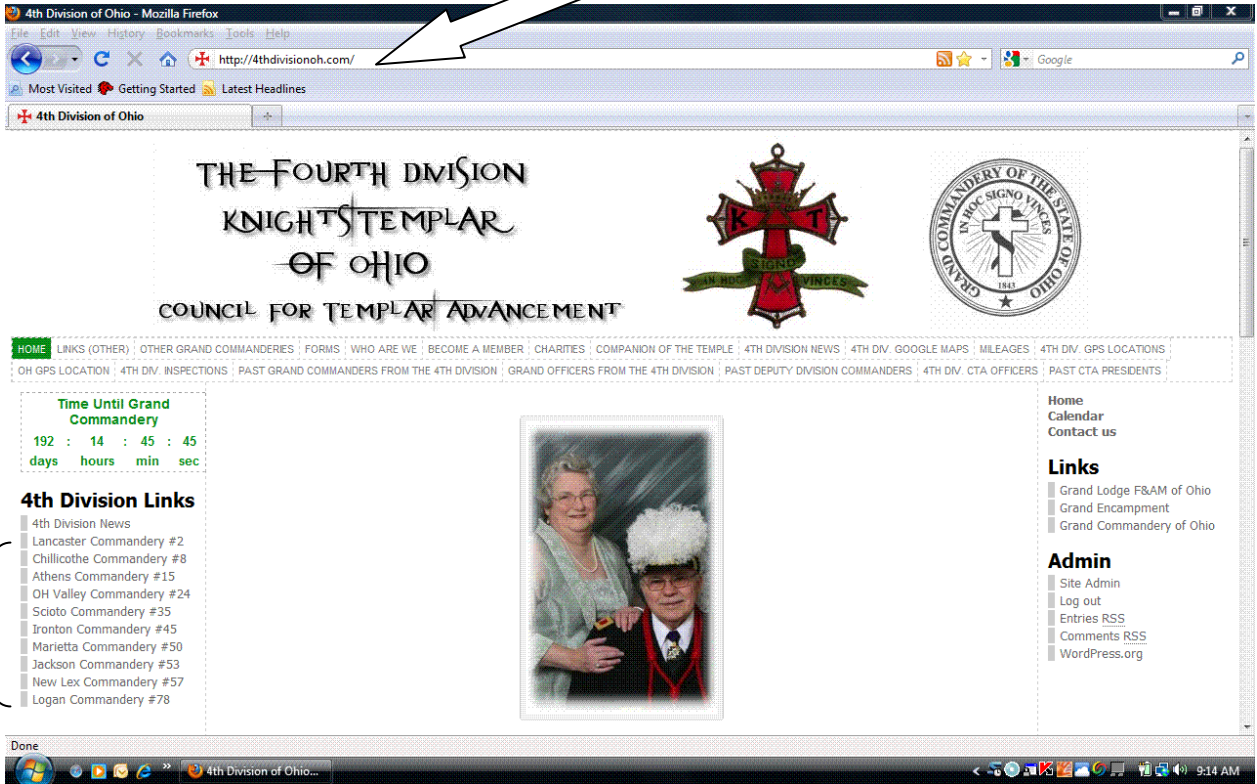 4th Division of Ohio - Mozilla Firefox
File Edit View History Bookmarks Tools Help
http://4thdivisionoh.com/
Google
Most Visited Getting Started Latest Headlines
4th Division of Ohio
THE FOURTH DIVISION
KNIGHTS TEMPLAR
OF OHIO
COUNCIL FOR TEMPLAR ADVANCEMENT
K T
SIGNO
IN HOC VINCES
GRAND COMMANDERY OF THE STATE OF OHIO
IN HOC SIGNO VINCES
1843
HOME LINKS (OTHER) OTHER GRAND COMMANDERIES FORMS WHO ARE WE BECOME A MEMBER CHARITIES COMPANION OF THE TEMPLE 4TH DIVISION NEWS 4TH DIV. GOOGLE MAPS MILEAGES 4TH DIV. GPS LOCATIONS
OH GPS LOCATION 4TH DIV. INSPECTIONS PAST GRAND COMMANDERS FROM THE 4TH DIVISION GRAND OFFICERS FROM THE 4TH DIVISION PAST DEPUTY DIVISION COMMANDERS 4TH DIV. CTA OFFICERS PAST CTA PRESIDENTS
Time Until Grand
Commandery
192 : 14 : 45 : 45
days hours min sec
4th Division Links
4th Division News
Lancaster Commandery #2
Chillicothe Commandery #8
Athens Commandery #15
OH Valley Commandery #24
Scioto Commandery #35
Ironton Commandery #45
Marietta Commandery #50
Jackson Commandery #53
New Lex Commandery #57
Logan Commandery #78
Home
Calendar
Contact us
Links
Grand Lodge F&AM of Ohio
Grand Encampment
Grand Commandery of Ohio
Admin
Site Admin
Log out
Entries RSS
Comments RSS
WordPress.org
Done
4th Division of Ohio...
9:14 AM